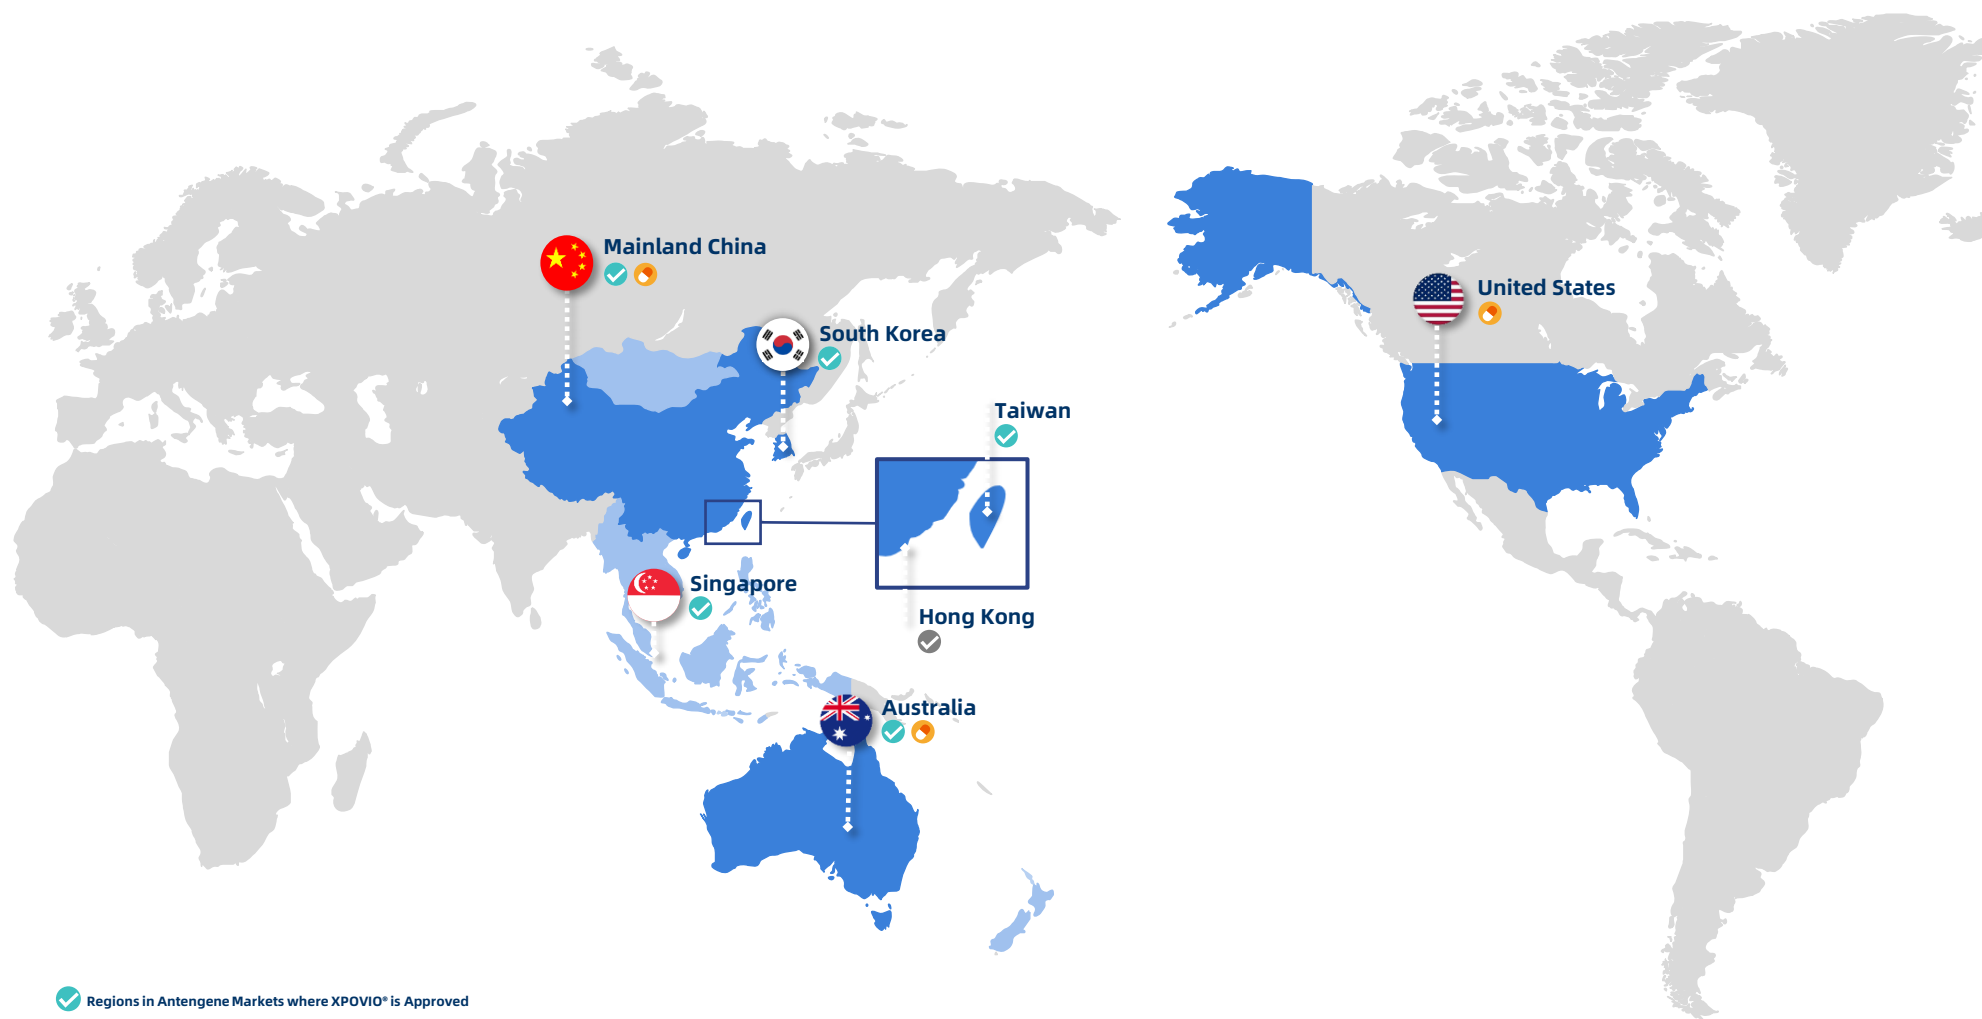 Mainland China
United States
South Korea
Taiwan
Singapore
Hong Kong
Australia
Regions in Antengene Markets where XPOVIO® is Approved